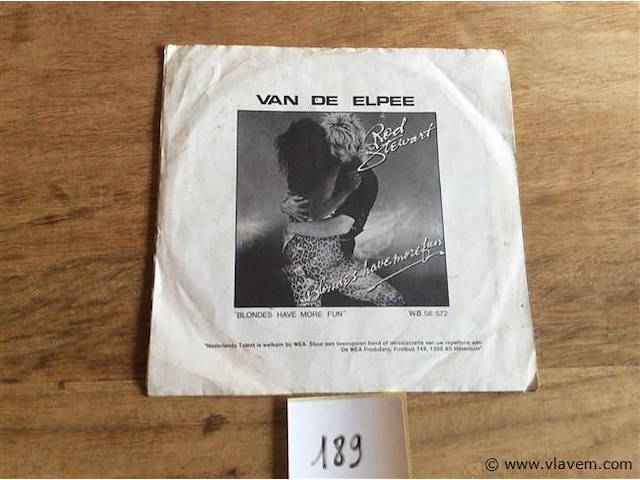 VAN DE ELPEE
Rod
Stewart
Blondes have more fun
"BLONDES HAVE MORE FUN" W.B. 56.572
"Nederlands Talent is welkom bij WEA. Stuur een tweesporen band of musicassette van uw repertoire aan:
De WEA Producers, Postbus 749, 1200 AS Hilversum".
189
© www.vlavem.com